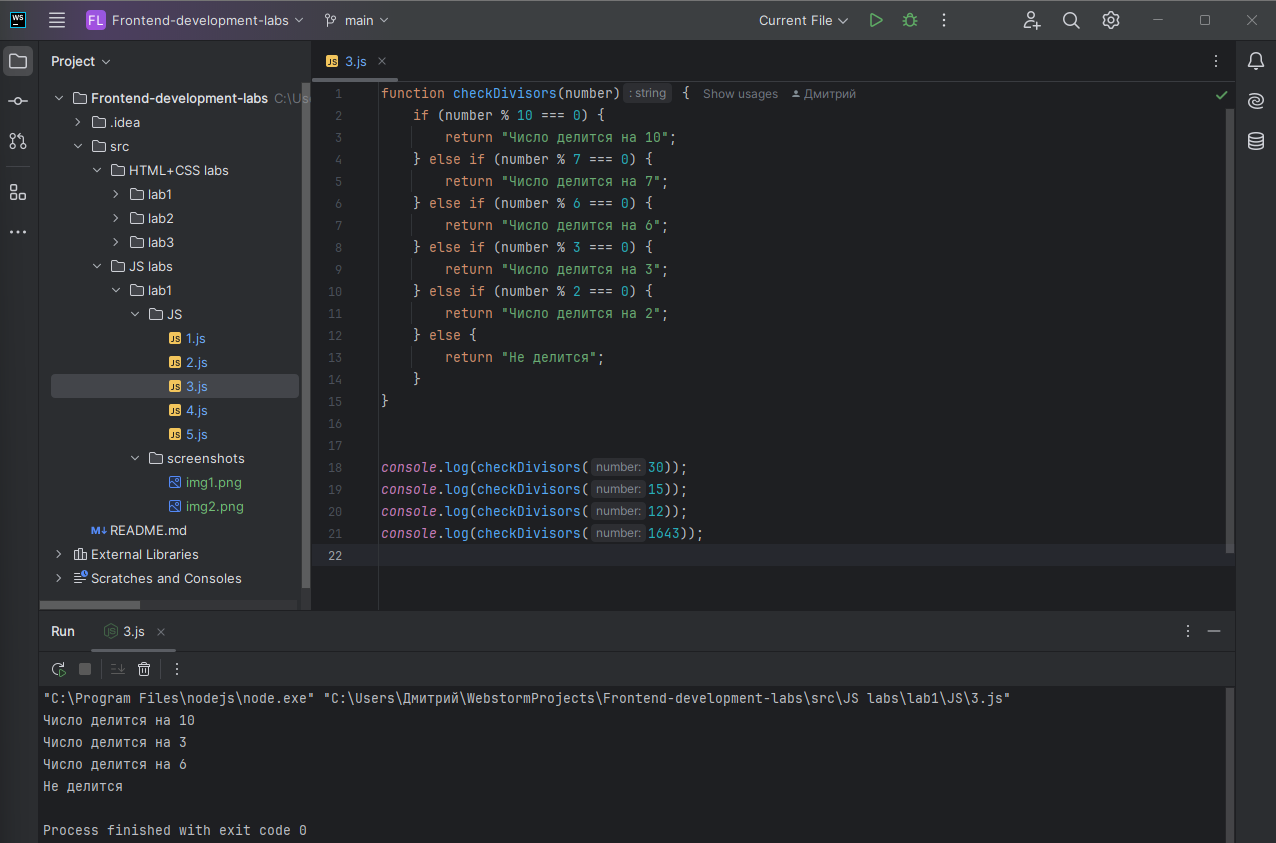 WS
FL Frontend-development-labs main Current File
Project
3.js
Frontend-development-labs
.idea
src
HTML+CSS labs
lab1
lab2
lab3
JS labs
lab1
JS
JS 1.js
JS 2.js
JS 3.js
JS 4.js
JS 5.js
screenshots
img1.png
img2.png
M↓ README.md
External Libraries
Scratches and Consoles
1 function checkDivisors(number) : string { Show usages Дмитрий
2 if (number % 10 === 0) {
3 return "Число делится на 10";
4 } else if (number % 7 === 0) {
5 return "Число делится на 7";
6 } else if (number % 6 === 0) {
7 return "Число делится на 6";
8 } else if (number % 3 === 0) {
9 return "Число делится на 3";
10 } else if (number % 2 === 0) {
11 return "Число делится на 2";
12 } else {
13 return "Не делится";
14 }
15 }
16
17
18 console.log(checkDivisors( number: 30));
19 console.log(checkDivisors( number: 15));
20 console.log(checkDivisors( number: 12));
21 console.log(checkDivisors( number: 1643));
22
Run 3.js
"C:\Program Files\nodejs\node.exe" "C:\Users\Дмитрий\WebstormProjects\Frontend-development-labs\src\JS labs\lab1\JS\3.js"
Число делится на 10
Число делится на 3
Число делится на 6
Не делится
Process finished with exit code 0